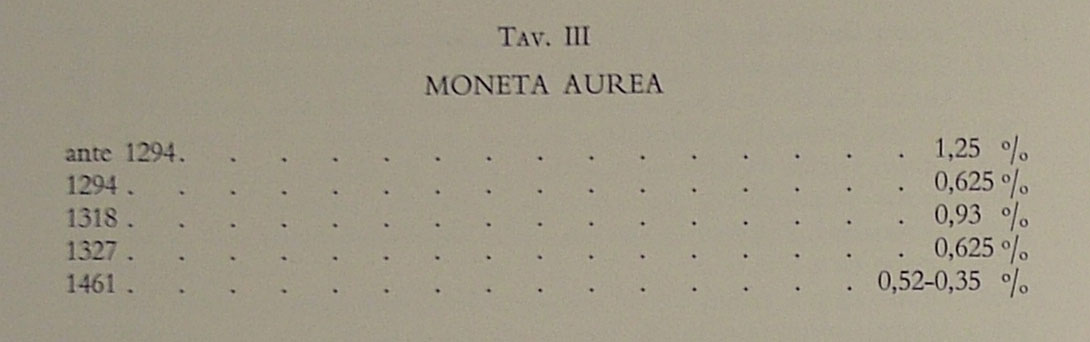 Tav. III
MONETA AUREA
ante 1294. . . . . . . . . . . . . . . 1,25 %
1294 . . . . . . . . . . . . . . . . 0,625 %
1318 . . . . . . . . . . . . . . . . 0,93 %
1327 . . . . . . . . . . . . . . . . 0,625 %
1461 . . . . . . . . . . . . . . . 0,52-0,35 %